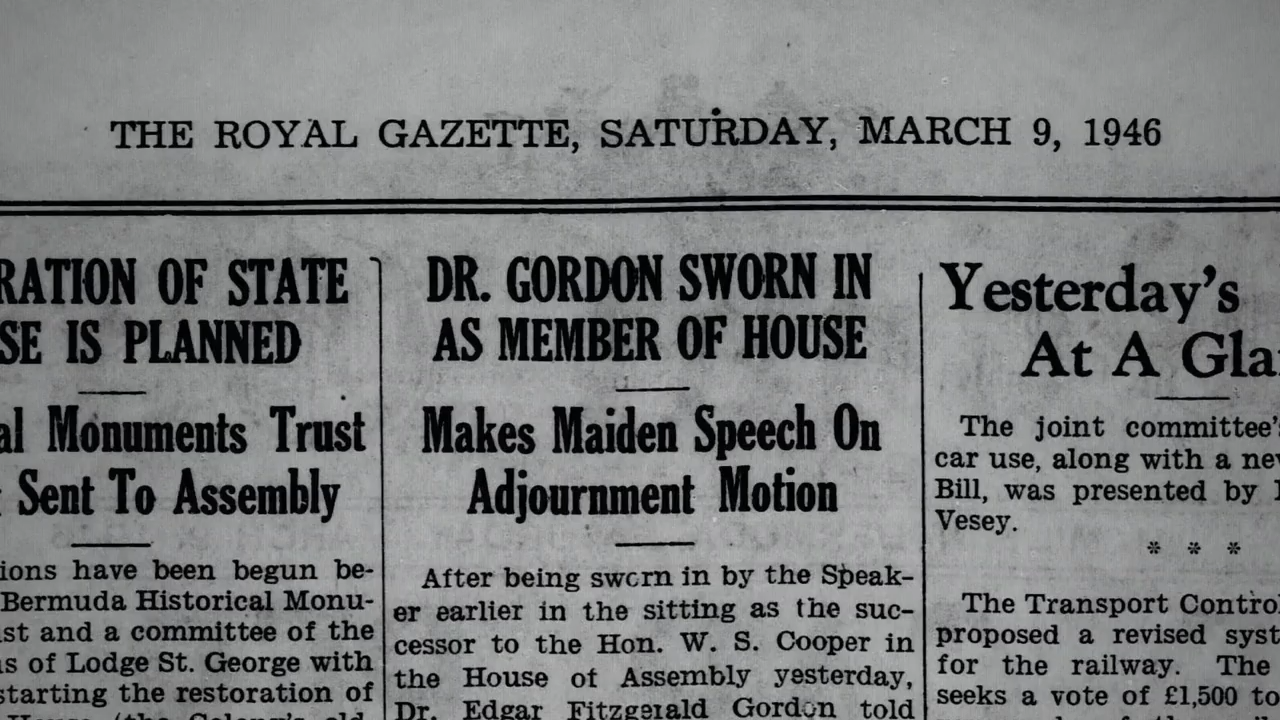 THE ROYAL GAZETTE, SATURDAY, MARCH 9, 1946
RATION OF STATE
SE IS PLANNED
al Monuments Trust
Sent To Assembly
ions have been begun be-
Bermuda Historical Monu-
ust and a committee of the
ns of Lodge St. George with
starting the restoration of
DR. GORDON SWORN IN
AS MEMBER OF HOUSE
Makes Maiden Speech On
Adjournment Motion
After being sworn in by the Speak-
er earlier in the sitting as the suc-
cessor to the Hon. W. S. Cooper in
the House of Assembly yesterday,
Dr. Edgar Fitzgerald Gordon told
Yesterday's
At A Gla
The joint committee's
car use, along with a new
Bill, was presented by
Vesey.
* * *
The Transport Control
proposed a revised syst
for the railway. The
seeks a vote of £1,500 to